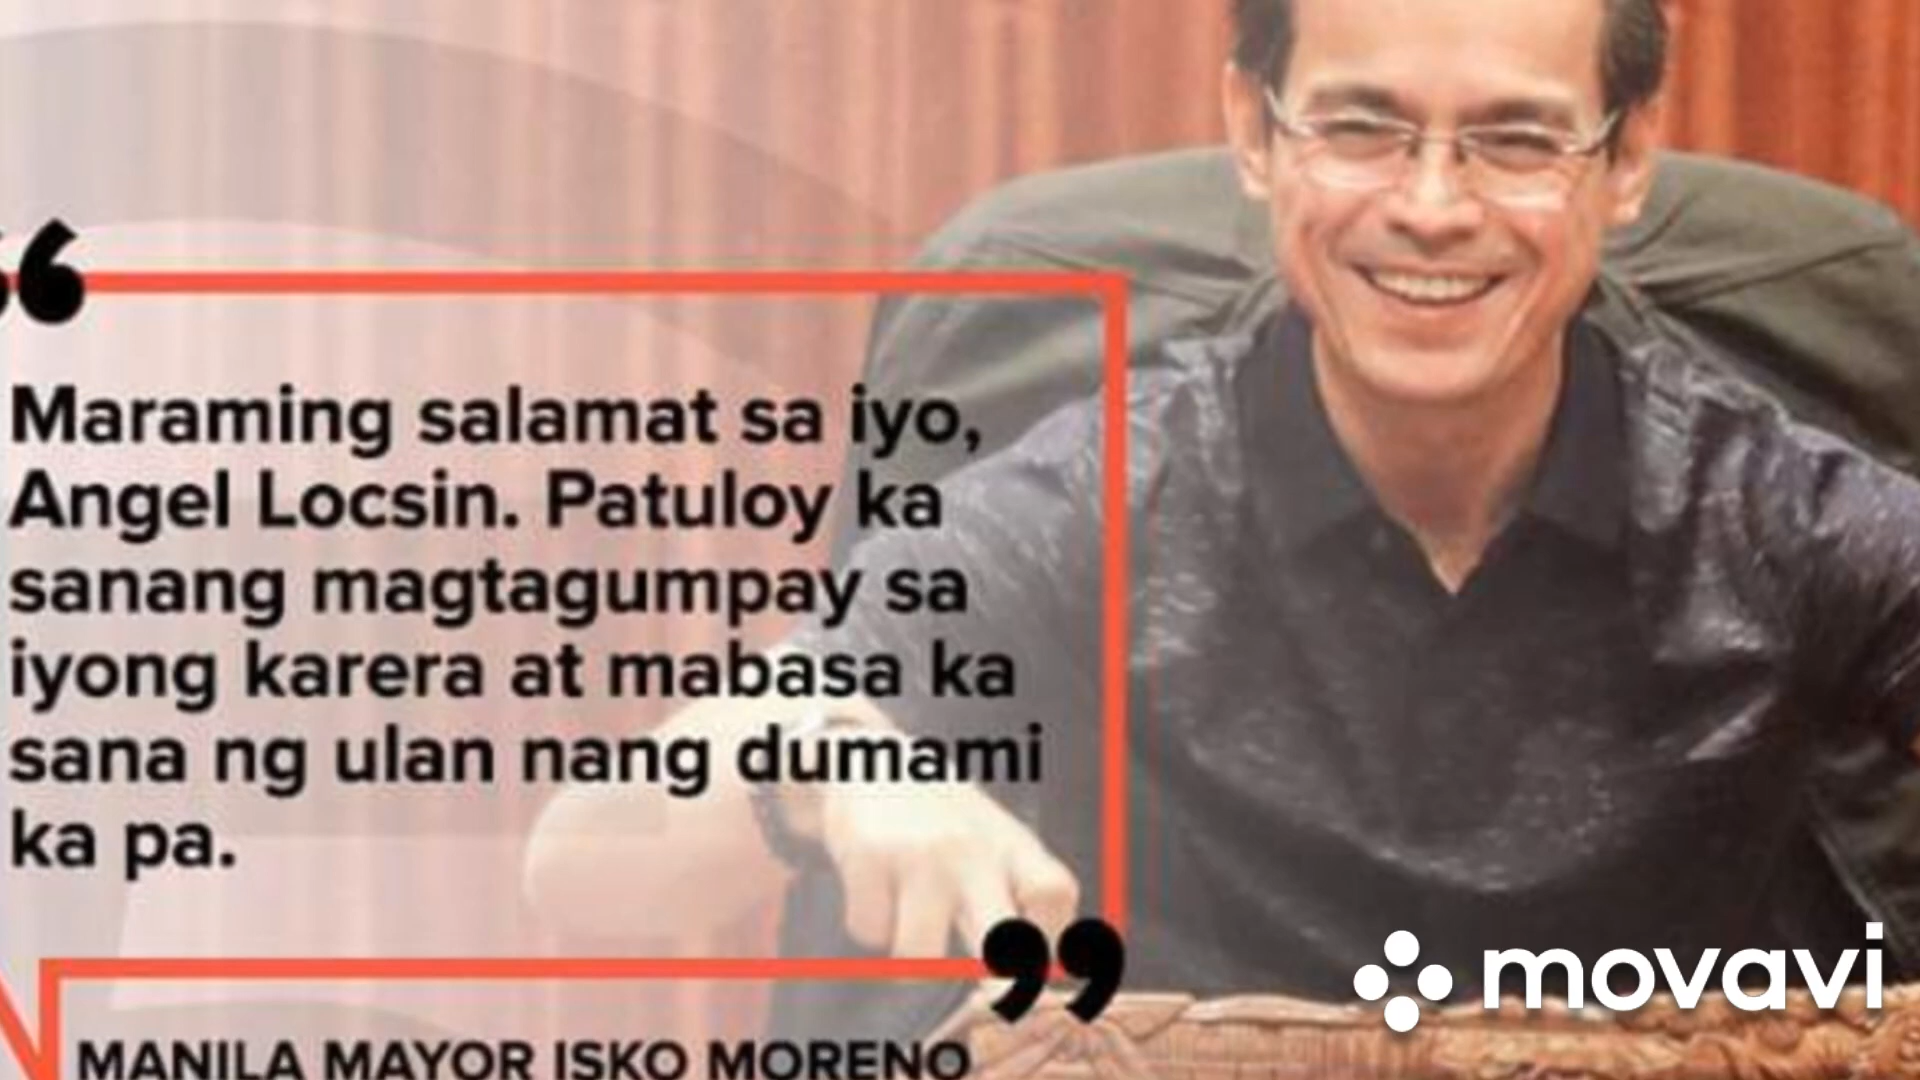 Maraming salamat sa iyo,
Angel Locsin. Patuloy ka
sanang magtagumpay sa
iyong karera at mabasa ka
sana ng ulan nang dumami
ka pa.
MANILA MAYOR ISKO MORENO
movavi